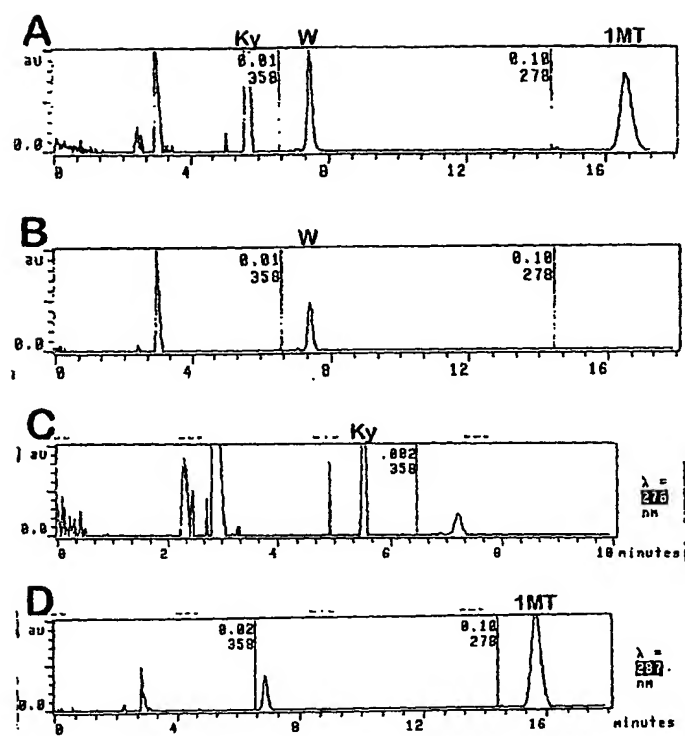 A Ky W 1MT
au 0.01 0.10
358 278
0.0
0 4 8 12 16
B W
au 0.01 0.10
358 278
0.0
0 4 8 12 16
C Ky
au .002
358
λ =
276
nm
0.0
0 2 4 6 8 10 minutes
D 1MT
au 0.02 0.10
358 278
λ =
287.
nm
0.0
0 4 8 12 16 minutes